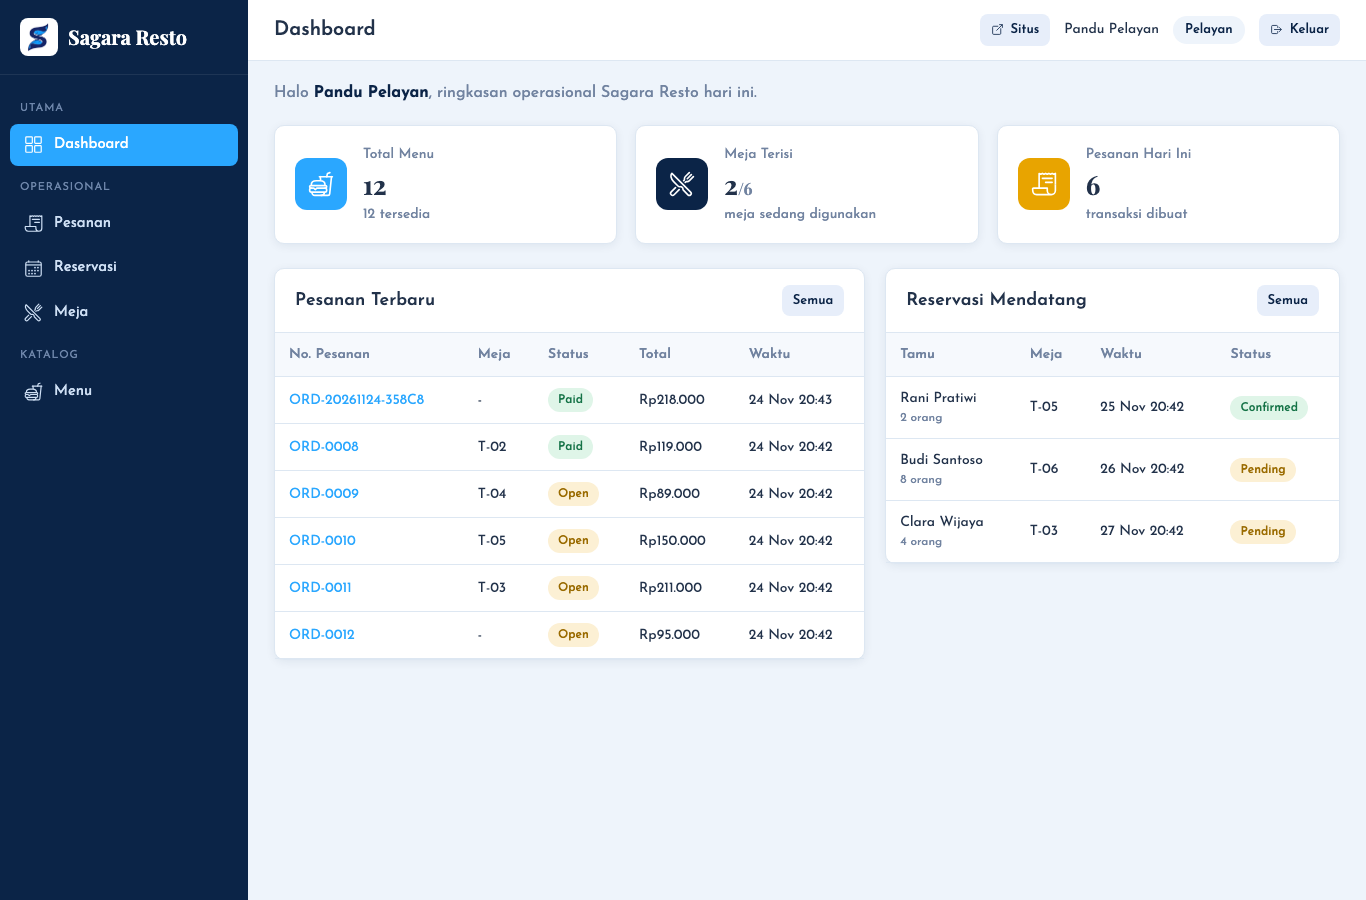 Sagara Resto
UTAMA
Dashboard
OPERASIONAL
Pesanan
Reservasi
Meja
KATALOG
Menu
Dashboard
Situs Pandu Pelayan Pelayan Keluar
Halo Pandu Pelayan, ringkasan operasional Sagara Resto hari ini.
Total Menu
12
12 tersedia
Meja Terisi
2/6
meja sedang digunakan
Pesanan Hari Ini
6
transaksi dibuat
Pesanan Terbaru Semua
No. Pesanan Meja Status Total Waktu
ORD-20261124-358C8 - Paid Rp218.000 24 Nov 20:43
ORD-0008 T-02 Paid Rp119.000 24 Nov 20:42
ORD-0009 T-04 Open Rp89.000 24 Nov 20:42
ORD-0010 T-05 Open Rp150.000 24 Nov 20:42
ORD-0011 T-03 Open Rp211.000 24 Nov 20:42
ORD-0012 - Open Rp95.000 24 Nov 20:42
Reservasi Mendatang Semua
Tamu Meja Waktu Status
Rani Pratiwi T-05 25 Nov 20:42 Confirmed
2 orang
Budi Santoso T-06 26 Nov 20:42 Pending
8 orang
Clara Wijaya T-03 27 Nov 20:42 Pending
4 orang